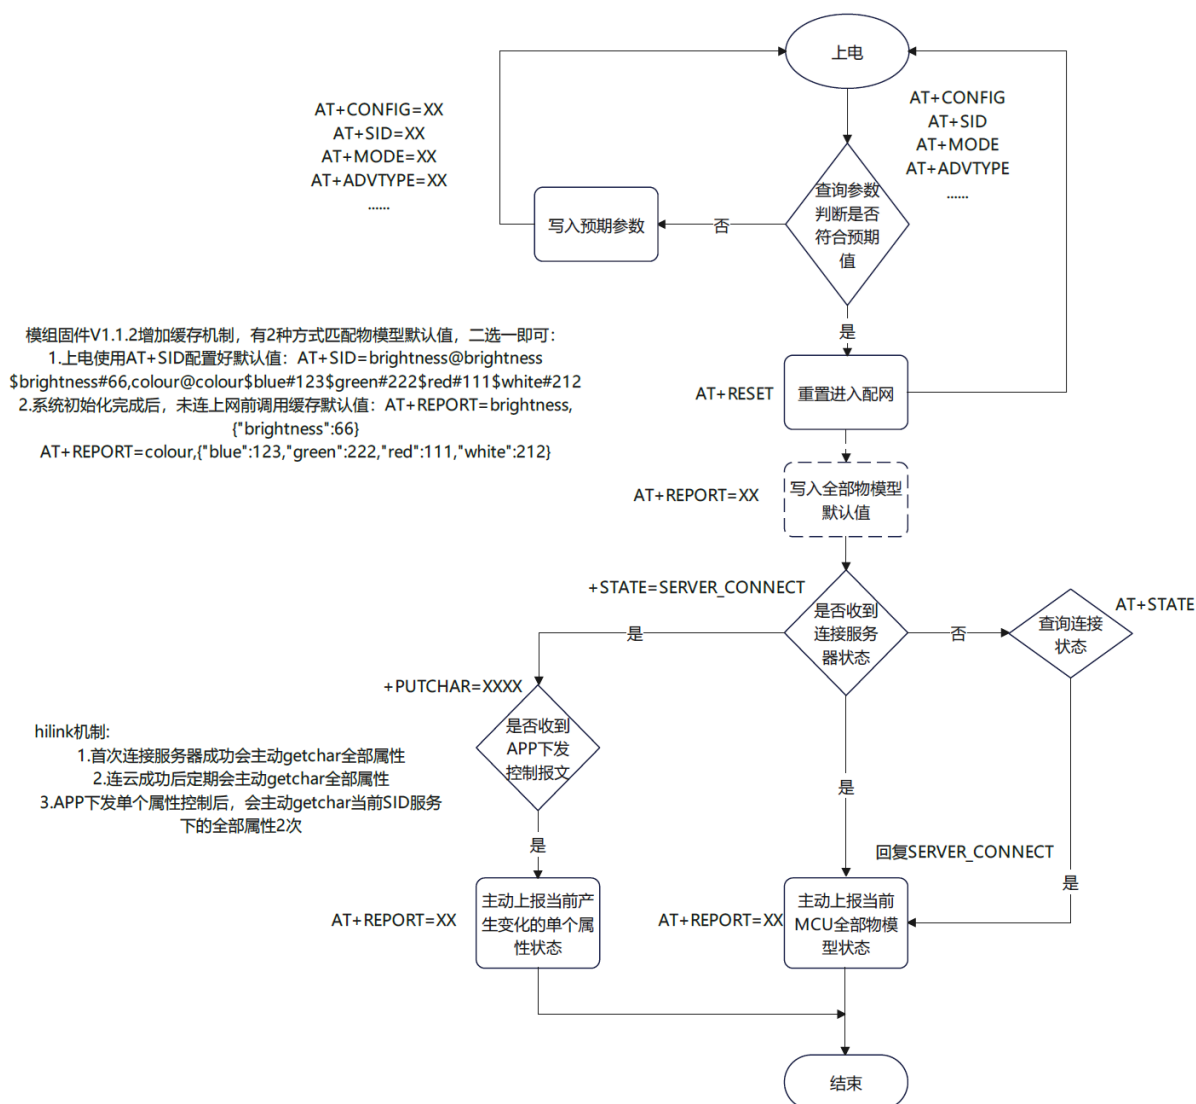 上电
AT+CONFIG=XX
AT+SID=XX
AT+MODE=XX
AT+ADVTYPE=XX
......
AT+CONFIG
AT+SID
AT+MODE
AT+ADVTYPE
......
查询参数
判断是否
符合预期
值
否
写入预期参数
是
模组固件V1.1.2增加缓存机制，有2种方式匹配物模型默认值，二选一即可：
1.上电使用AT+SID配置好默认值：AT+SID=brightness@brightness
$brightness#66,colour@colour$blue#123$green#222$red#111$white#212
2.系统初始化完成后，未连上网前调用缓存默认值：AT+REPORT=brightness,
{"brightness":66}
AT+REPORT=colour,{"blue":123,"green":222,"red":111,"white":212}
AT+RESET
重置进入配网
AT+REPORT=XX
写入全部物模型
默认值
+STATE=SERVER_CONNECT
是否收到
连接服务
器状态
是
否
查询连接
状态
AT+STATE
+PUTCHAR=XXXX
是否收到
APP下发
控制报文
hilink机制:
1.首次连接服务器成功会主动getchar全部属性
2.连云成功后定期会主动getchar全部属性
3.APP下发单个属性控制后，会主动getchar当前SID服务
下的全部属性2次
是
是
回复SERVER_CONNECT
是
AT+REPORT=XX
主动上报当前产
生变化的单个属
性状态
AT+REPORT=XX
主动上报当前
MCU全部物模
型状态
结束